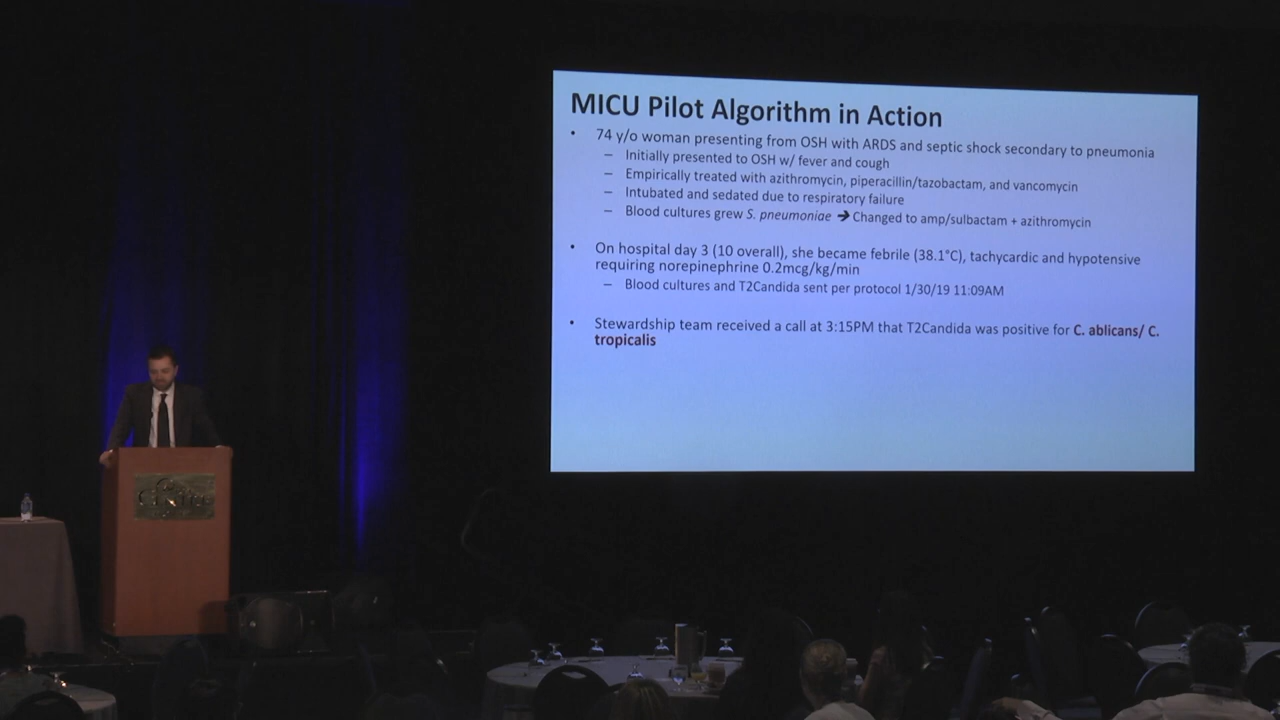 MICU Pilot Algorithm in Action
• 74 y/o woman presenting from OSH with ARDS and septic shock secondary to pneumonia
– Initially presented to OSH w/ fever and cough
– Empirically treated with azithromycin, piperacillin/tazobactam, and vancomycin
– Intubated and sedated due to respiratory failure
– Blood cultures grew S. pneumoniae ➔ Changed to amp/sulbactam + azithromycin
• On hospital day 3 (10 overall), she became febrile (38.1°C), tachycardic and hypotensive
requiring norepinephrine 0.2mcg/kg/min
– Blood cultures and T2Candida sent per protocol 1/30/19 11:09AM
• Stewardship team received a call at 3:15PM that T2Candida was positive for C. ablicans/ C.
tropicalis